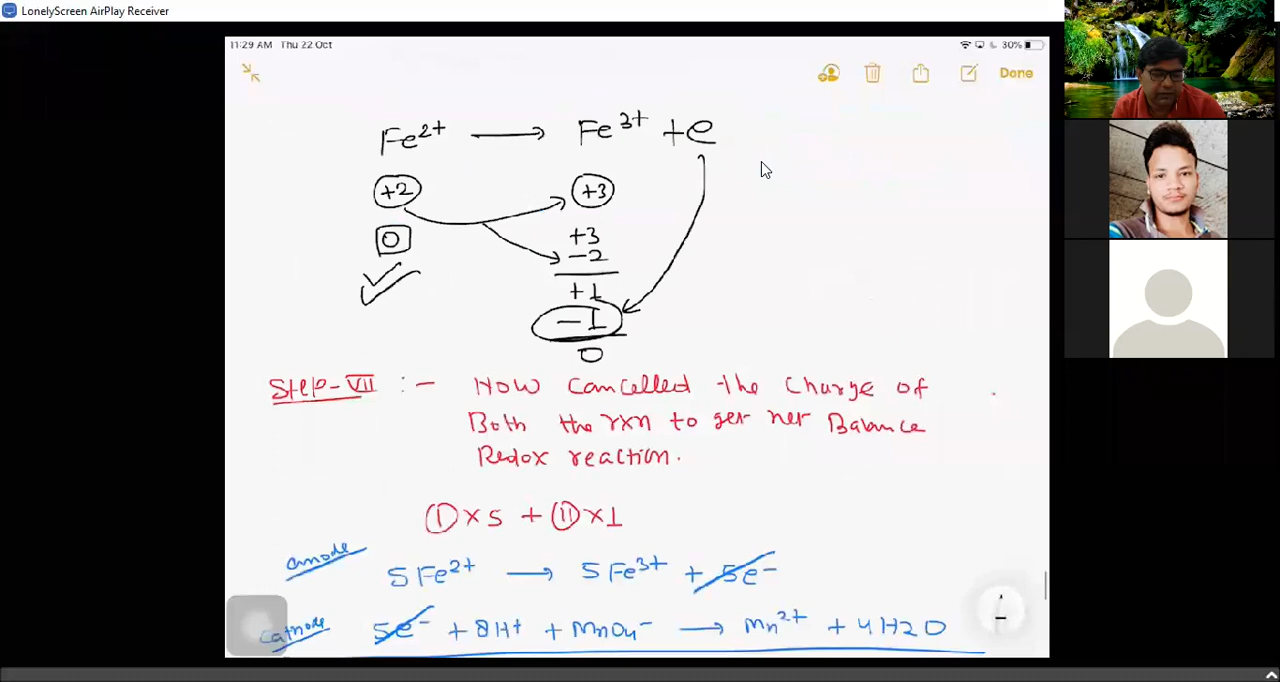 LonelyScreen AirPlay Receiver
11:29 AM Thu 22 Oct
30%
Done
Fe2+ ⟶ Fe3+ + e
+2 +3
0 +3
-2
+1
-1
0
Step-VII :- Now Cancelled the Charge of
Both the rxn to get net Balance
Redox reaction.
(I) × 5 + (II) × 1
anode 5Fe2+ ⟶ 5Fe3+ + 5e-
Catnode 5e- + 8H+ + MnO4- ⟶ Mn2+ + 4H2O